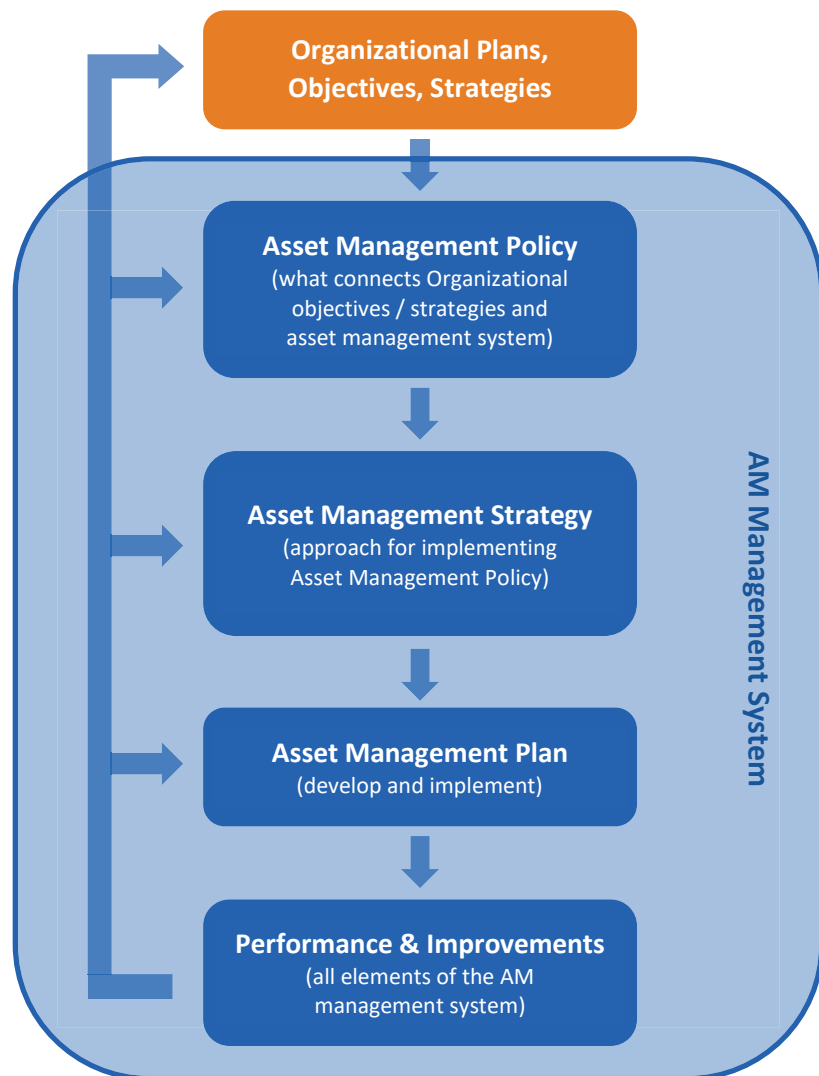 Organizational Plans,
Objectives, Strategies
Asset Management Policy
(what connects Organizational
objectives / strategies and
asset management system)
Asset Management Strategy
(approach for implementing
Asset Management Policy)
AM Management System
Asset Management Plan
(develop and implement)
Performance & Improvements
(all elements of the AM
management system)